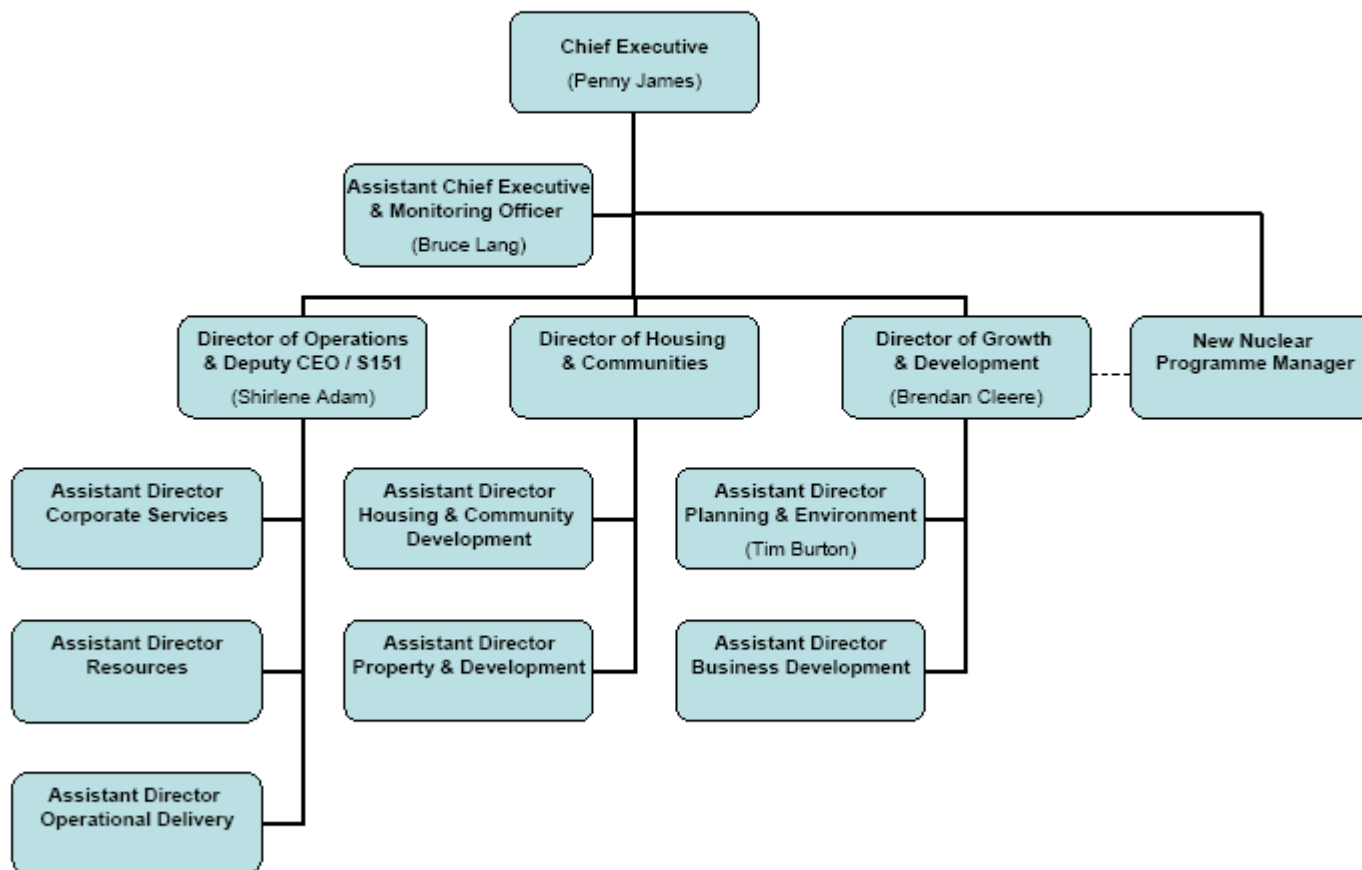 Chief Executive
(Penny James)
Assistant Chief Executive
& Monitoring Officer
(Bruce Lang)
Director of Operations
& Deputy CEO / S151
(Shirlene Adam)
Director of Housing
& Communities
Director of Growth
& Development
(Brendan Cleere)
New Nuclear
Programme Manager
Assistant Director
Corporate Services
Assistant Director
Housing & Community
Development
Assistant Director
Planning & Environment
(Tim Burton)
Assistant Director
Resources
Assistant Director
Property & Development
Assistant Director
Business Development
Assistant Director
Operational Delivery